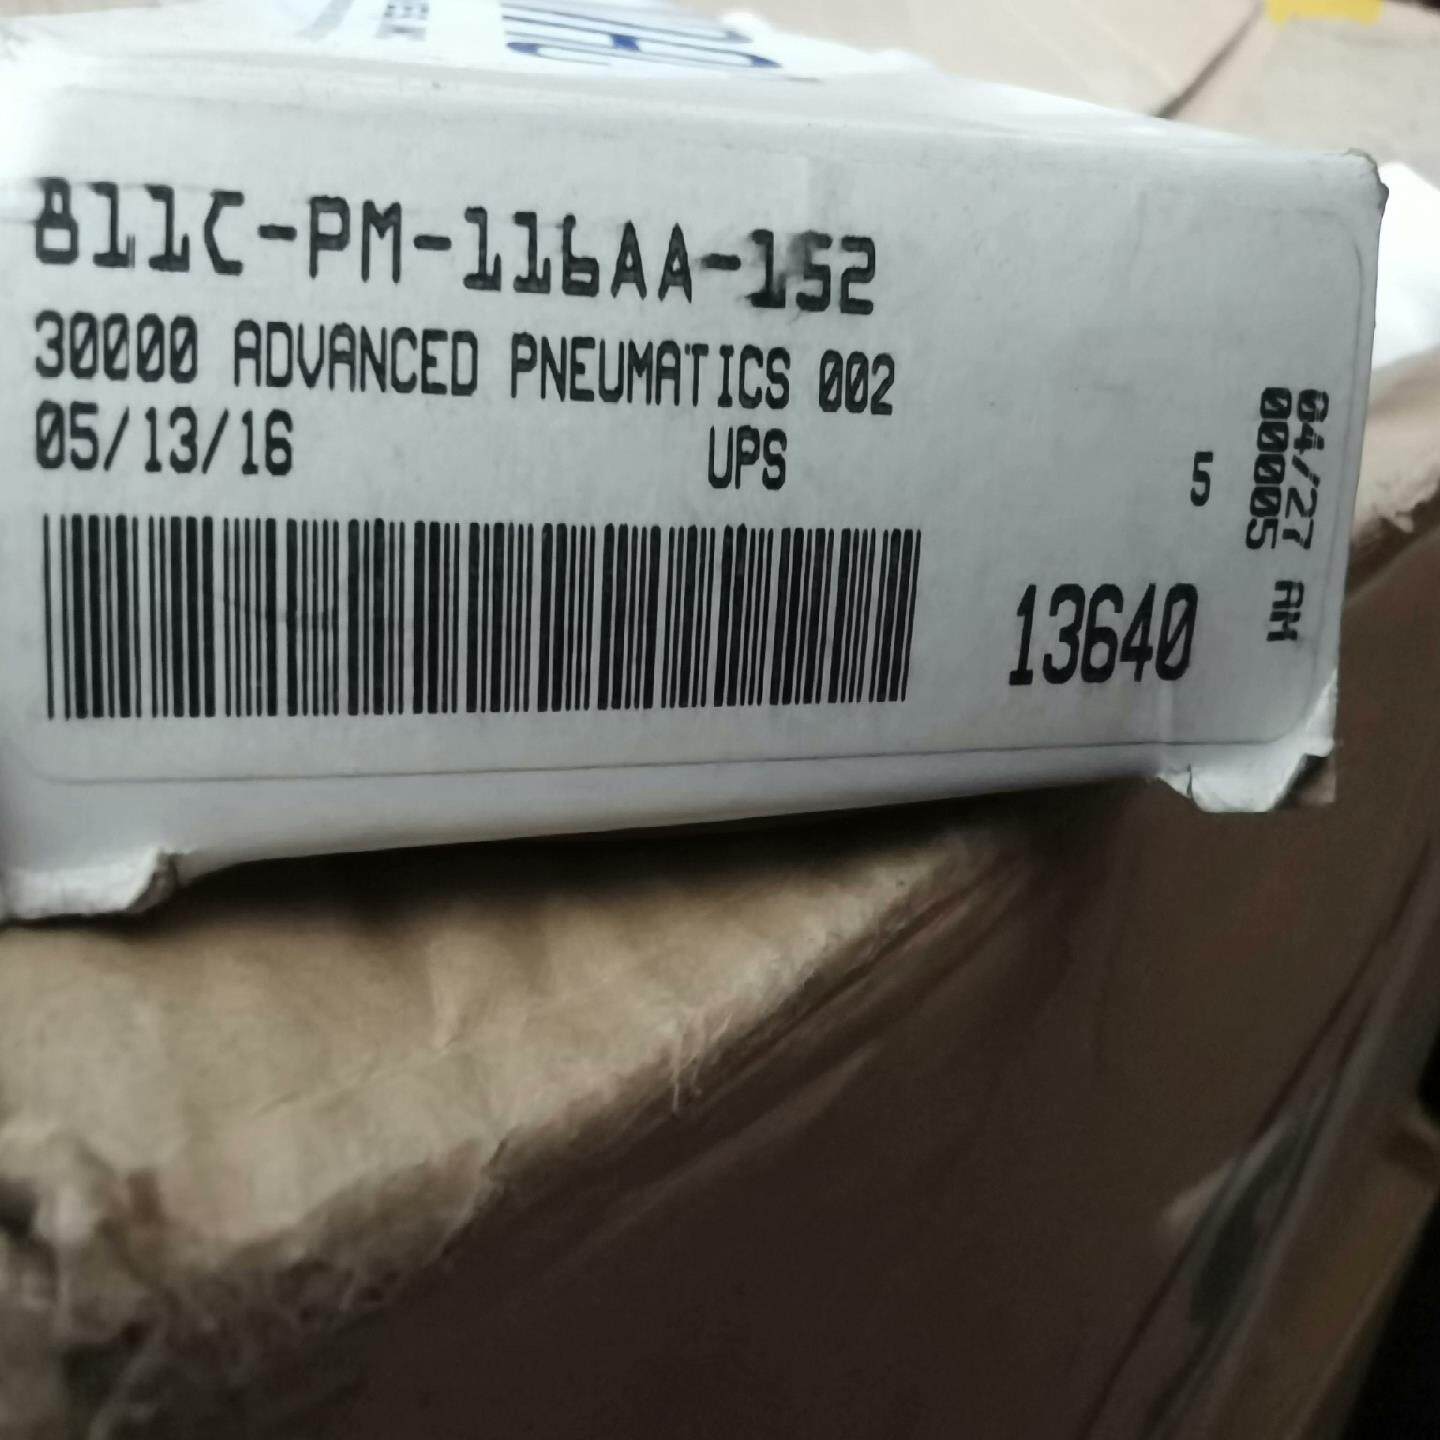 811C-PM-116AA-152
30000 ADVANCED PNEUMATICS 002
05/13/16 UPS 5
13640
04/27 AM
00005